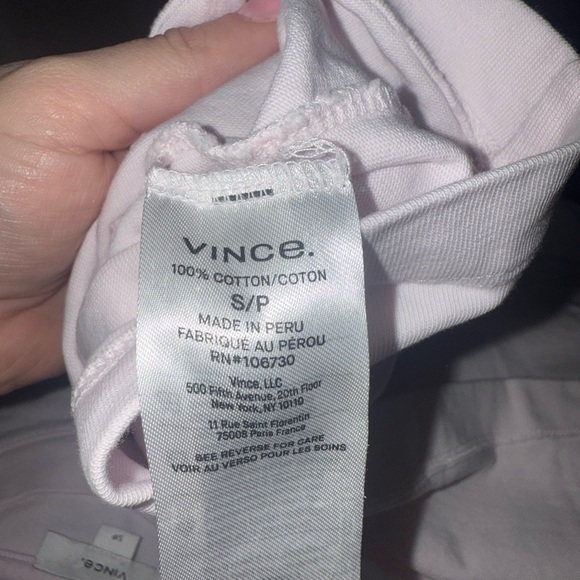 VINCE.
100% COTTON/COTON
S/P
MADE IN PERU
FABRIQUÉ AU PÉROU
RN#106730
Vince, LLC
500 Fifth Avenue, 20th Floor
New York, NY 10110
11 Rue Saint Florentin
75008 Paris France
SEE REVERSE FOR CARE
VOIR AU VERSO POUR LES SOINS
VINCE.